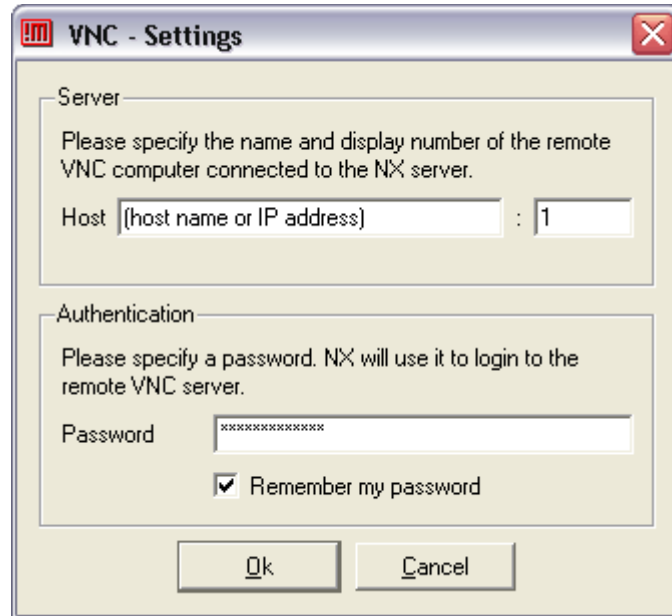 !M VNC - Settings
Server
Please specify the name and display number of the remote
VNC computer connected to the NX server.
Host (host name or IP address) : 1
Authentication
Please specify a password. NX will use it to login to the
remote VNC server.
Password *************
Remember my password
Ok Cancel